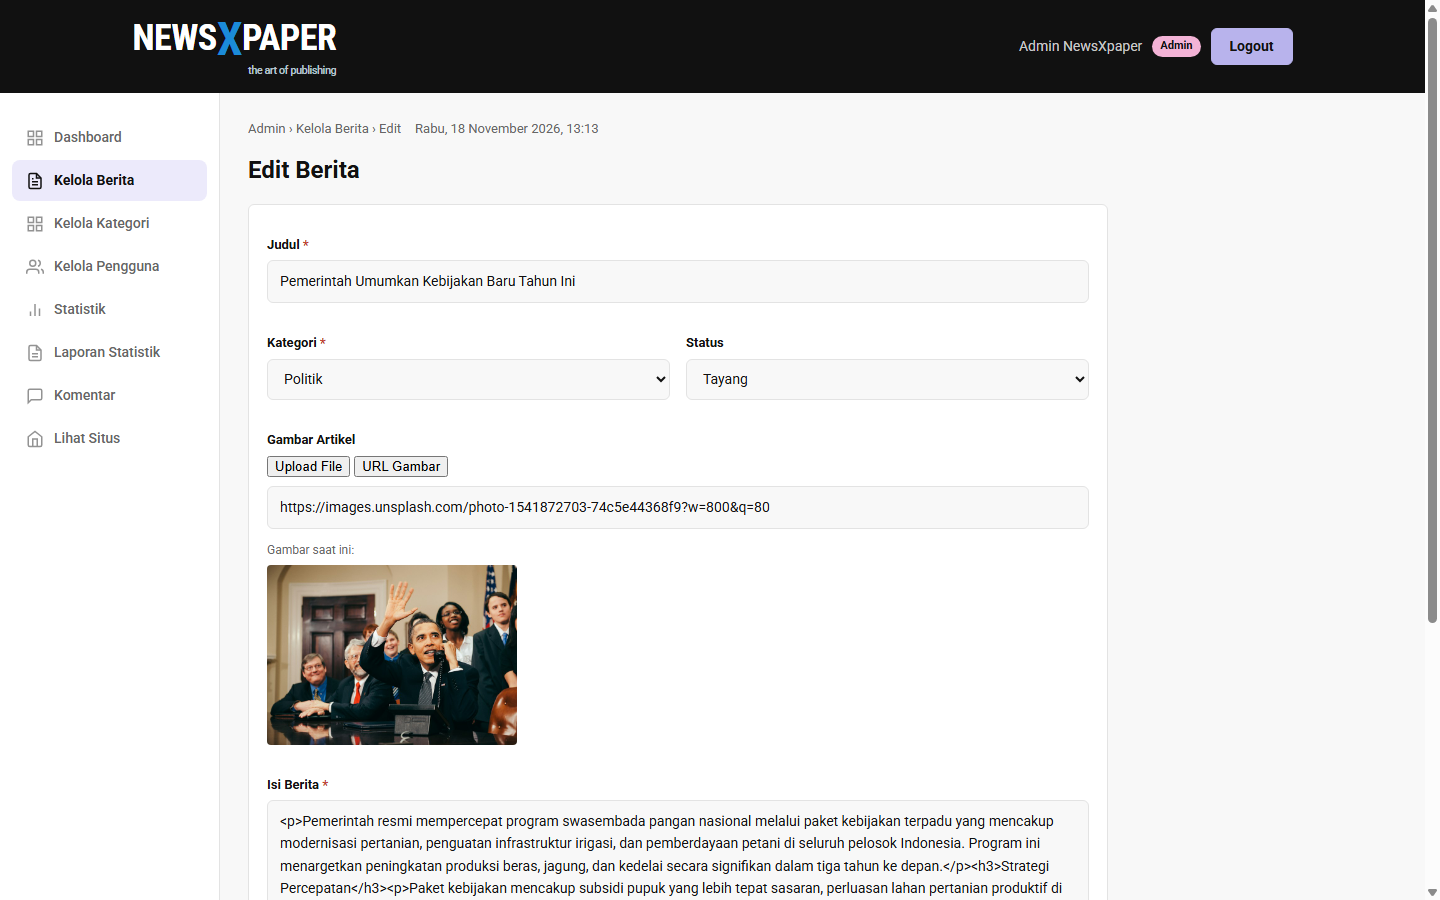 NEWSXPAPER
the art of publishing
Admin NewsXpaper
Admin
Logout
Dashboard
Kelola Berita
Kelola Kategori
Kelola Pengguna
Statistik
Laporan Statistik
Komentar
Lihat Situs
Admin › Kelola Berita › Edit Rabu, 18 November 2026, 13:13
Edit Berita
Judul *
Pemerintah Umumkan Kebijakan Baru Tahun Ini
Kategori *
Status
Politik
Tayang
Gambar Artikel
Upload File
URL Gambar
https://images.unsplash.com/photo-1541872703-74c5e44368f9?w=800&q=80
Gambar saat ini:
Isi Berita *
<p>Pemerintah resmi mempercepat program swasembada pangan nasional melalui paket kebijakan terpadu yang mencakup
modernisasi pertanian, penguatan infrastruktur irigasi, dan pemberdayaan petani di seluruh pelosok Indonesia. Program ini
menargetkan peningkatan produksi beras, jagung, dan kedelai secara signifikan dalam tiga tahun ke depan.</p><h3>Strategi
Percepatan</h3><p>Paket kebijakan mencakup subsidi pupuk yang lebih tepat sasaran, perluasan lahan pertanian produktif di